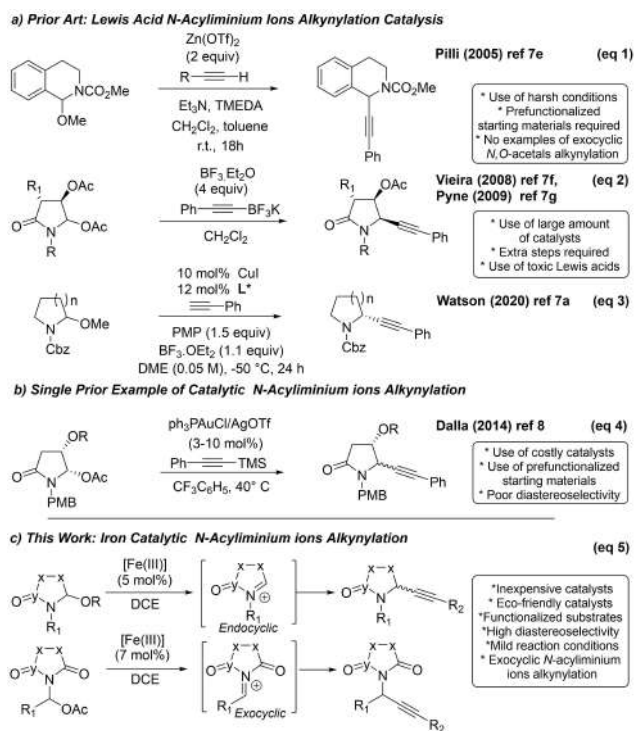 a) Prior Art: Lewis Acid N-Acyliminium Ions Alkynylation Catalysis
Zn(OTf)2
(2 equiv)
R
H
Et3N, TMEDA
CH2Cl2, toluene
r.t., 18h
N
CO2Me
OMe
N
CO2Me
Ph
Pilli (2005) ref 7e (eq 1)
* Use of harsh conditions
* Prefunctionalized
starting materials required
* No examples of exocyclic
N,O-acetals alkynylation
R1
OAc
O
N
OAc
R
BF3.Et2O
(4 equiv)
Ph
BF3K
CH2Cl2
R1
OAc
O
N
Ph
R
Vieira (2008) ref 7f, (eq 2)
Pyne (2009) ref 7g
* Use of large amount
of catalysts
* Extra steps required
* Use of toxic Lewis acids
( )n
N
OMe
Cbz
10 mol% CuI
12 mol% L*
Ph
PMP (1.5 equiv)
BF3.OEt2 (1.1 equiv)
DME (0.05 M), -50 °C, 24 h
( )n
N
Ph
Cbz
Watson (2020) ref 7a (eq 3)
b) Single Prior Example of Catalytic N-Acyliminium ions Alkynylation
OR
O
N
OAc
PMB
ph3PAuCl/AgOTf
(3-10 mol%)
Ph
TMS
CF3C6H5, 40° C
OR
O
N
Ph
PMB
Dalla (2014) ref 8 (eq 4)
* Use of costly catalysts
* Use of prefunctionalized
starting materials
* Poor diastereoselectivity
c) This Work: Iron Catalytic N-Acyliminium ions Alkynylation
(eq 5)
X X
O Y
N
OR
R1
[Fe(III)]
(5 mol%)
DCE
X X
O Y
N
R1
Endocyclic
X X
O Y
N
R1
R2
X X
O Y
N
O
R1
OAc
[Fe(III)]
(7 mol%)
DCE
X X
O Y
N
O
R1
Exocyclic
X X
O Y
N
O
R1
R2
*Inexpensive catalysts
* Eco-friendly catalysts
*Functionalized substrates
*High diastereoselectivity
*Mild reaction conditions
* Exocyclic N-acyliminium
ions alkynylation